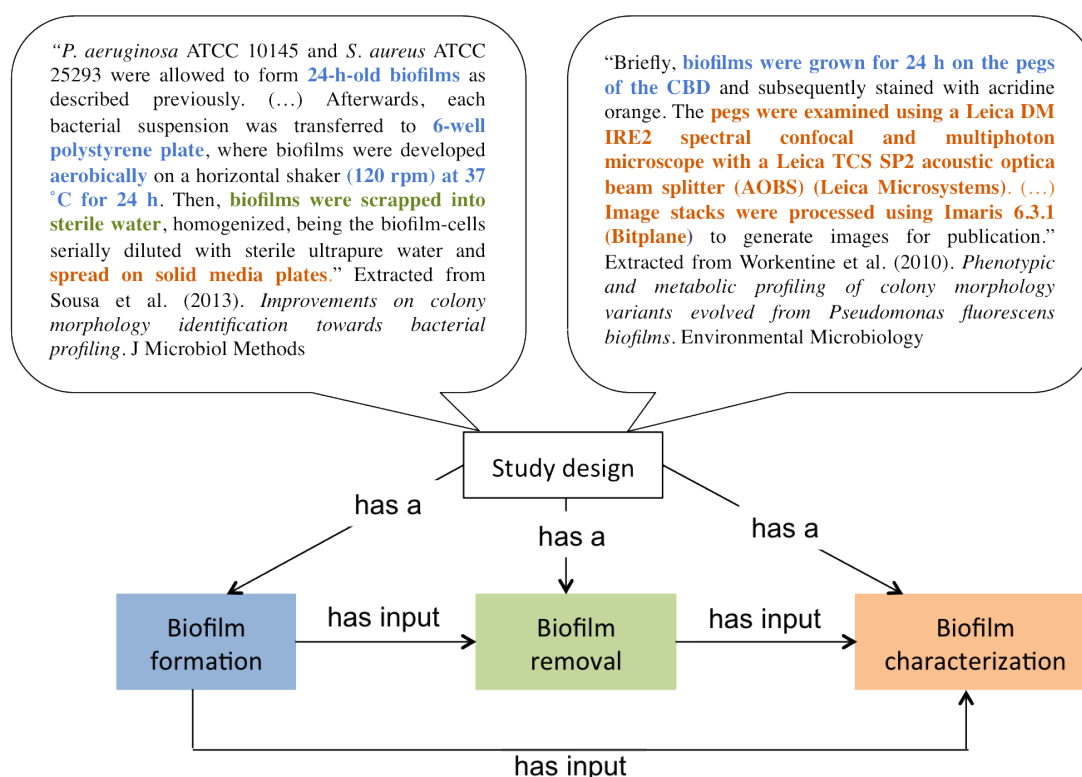 “P. aeruginosa ATCC 10145 and S. aureus ATCC
25293 were allowed to form 24-h-old biofilms as
described previously. (…) Afterwards, each
bacterial suspension was transferred to 6-well
polystyrene plate, where biofilms were developed
aerobically on a horizontal shaker (120 rpm) at 37
˚C for 24 h. Then, biofilms were scrapped into
sterile water, homogenized, being the biofilm-cells
serially diluted with sterile ultrapure water and
spread on solid media plates.” Extracted from
Sousa et al. (2013). Improvements on colony
morphology identification towards bacterial
profiling. J Microbiol Methods
“Briefly, biofilms were grown for 24 h on the pegs
of the CBD and subsequently stained with acridine
orange. The pegs were examined using a Leica DM
IRE2 spectral confocal and multiphoton
microscope with a Leica TCS SP2 acoustic optica
beam splitter (AOBS) (Leica Microsystems). (…)
Image stacks were processed using Imaris 6.3.1
(Bitplane) to generate images for publication.”
Extracted from Workentine et al. (2010). Phenotypic
and metabolic profiling of colony morphology
variants evolved from Pseudomonas fluorescens
biofilms. Environmental Microbiology
Study design
has a
has a
has a
Biofilm
formation
has input
Biofilm
removal
has input
Biofilm
characterization
has input